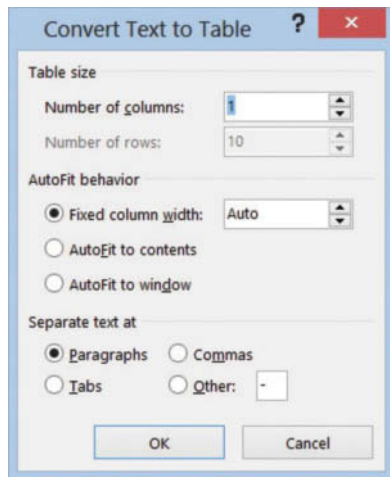 Convert Text to Table ? ×
Table size
Number of columns: 1
Number of rows: 10
AutoFit behavior
Fixed column width: Auto
AutoFit to contents
AutoFit to window
Separate text at
Paragraphs Commas
Tabs Other: -
OK Cancel